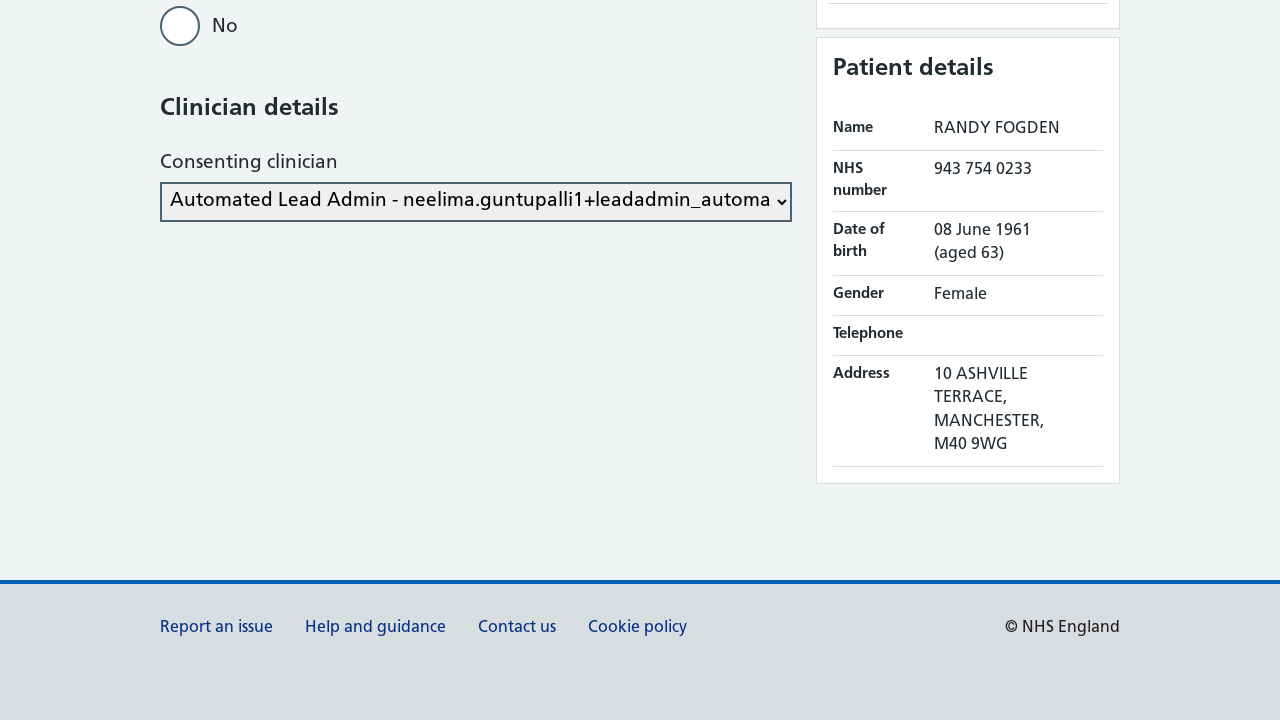 No
Clinician details
Consenting clinician
Automated Lead Admin - neelima.guntupalli1+leadadmin_automa
Patient details
Name RANDY FOGDEN
NHS number 943 754 0233
Date of birth 08 June 1961 (aged 63)
Gender Female
Telephone
Address 10 ASHVILLE
TERRACE,
MANCHESTER,
M40 9WG
Report an issue Help and guidance Contact us Cookie policy © NHS England